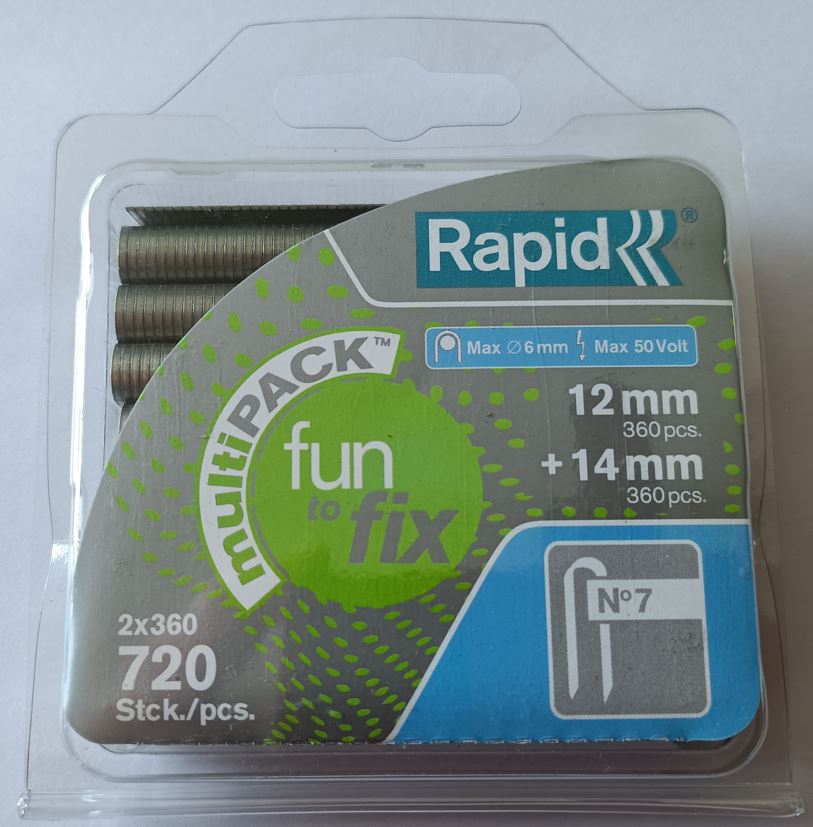 Rapid®
Max Ø 6 mm Max 50 Volt
12 mm
360 pcs.
+ 14 mm
360 pcs.
multiPACK™
fun
to fix
Nº 7
2x360
720
Stck./pcs.